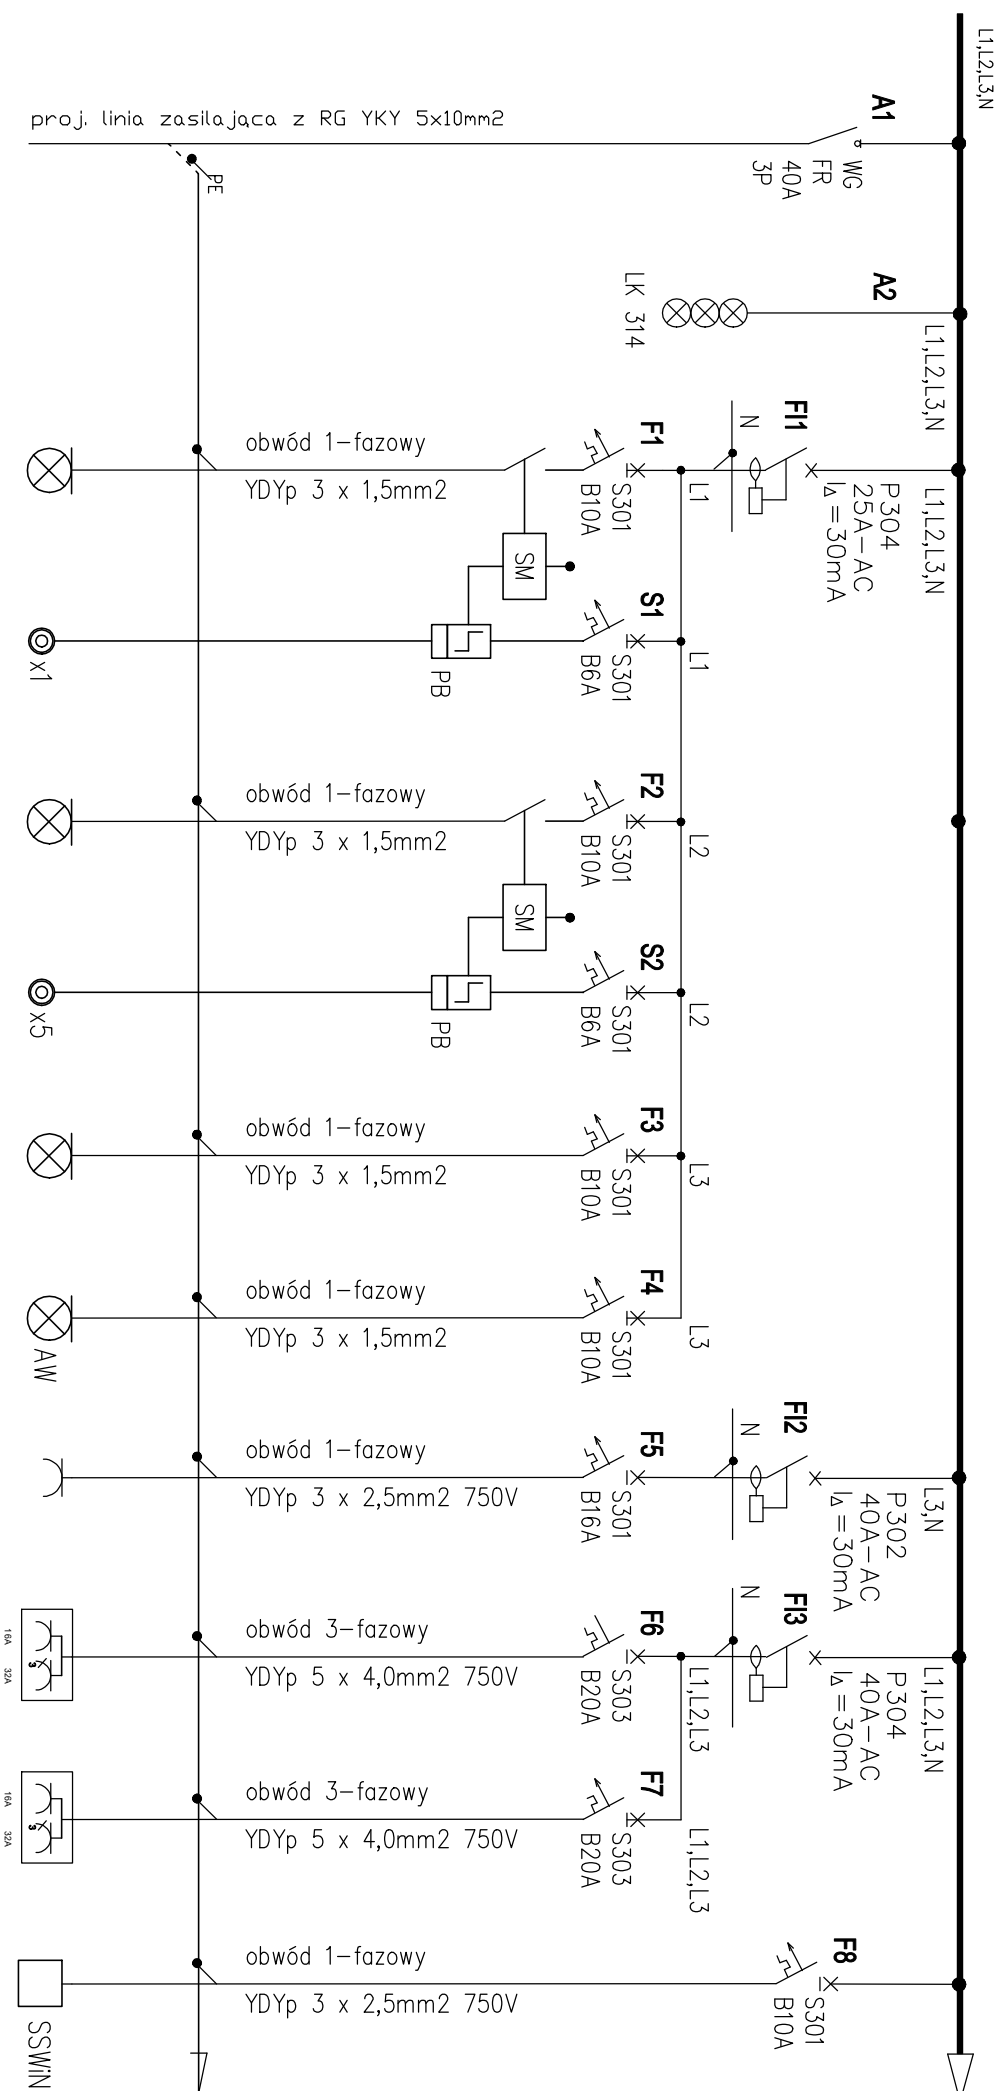 L1,L2,L3,N
A1
WG
FR
40A
3P
proj. linia zasilająca z RG YKY 5x10mm2
PE
A2
LK 314
L1,L2,L3,N
FI1
N
P304
25A-AC
I∆=30mA
L1,L2,L3,N
F1
S301
B10A
L1
obwód 1-fazowy
YDYp 3 x 1,5mm2
SM
S1
S301
B6A
L1
PB
x1
F2
S301
B10A
L2
obwód 1-fazowy
YDYp 3 x 1,5mm2
SM
S2
S301
B6A
L2
PB
x5
F3
S301
B10A
L3
obwód 1-fazowy
YDYp 3 x 1,5mm2
F4
S301
B10A
L3
obwód 1-fazowy
YDYp 3 x 1,5mm2
AW
FI2
N
P302
40A-AC
I∆=30mA
L3,N
F5
S301
B16A
obwód 1-fazowy
YDYp 3 x 2,5mm2 750V
FI3
N
P304
40A-AC
I∆=30mA
L1,L2,L3,N
F6
S303
B20A
L1,L2,L3
obwód 3-fazowy
YDYp 5 x 4,0mm2 750V
16A
3
32A
F7
S303
B20A
L1,L2,L3
obwód 3-fazowy
YDYp 5 x 4,0mm2 750V
16A
3
32A
F8
S301
B10A
obwód 1-fazowy
YDYp 3 x 2,5mm2 750V
SSWiN